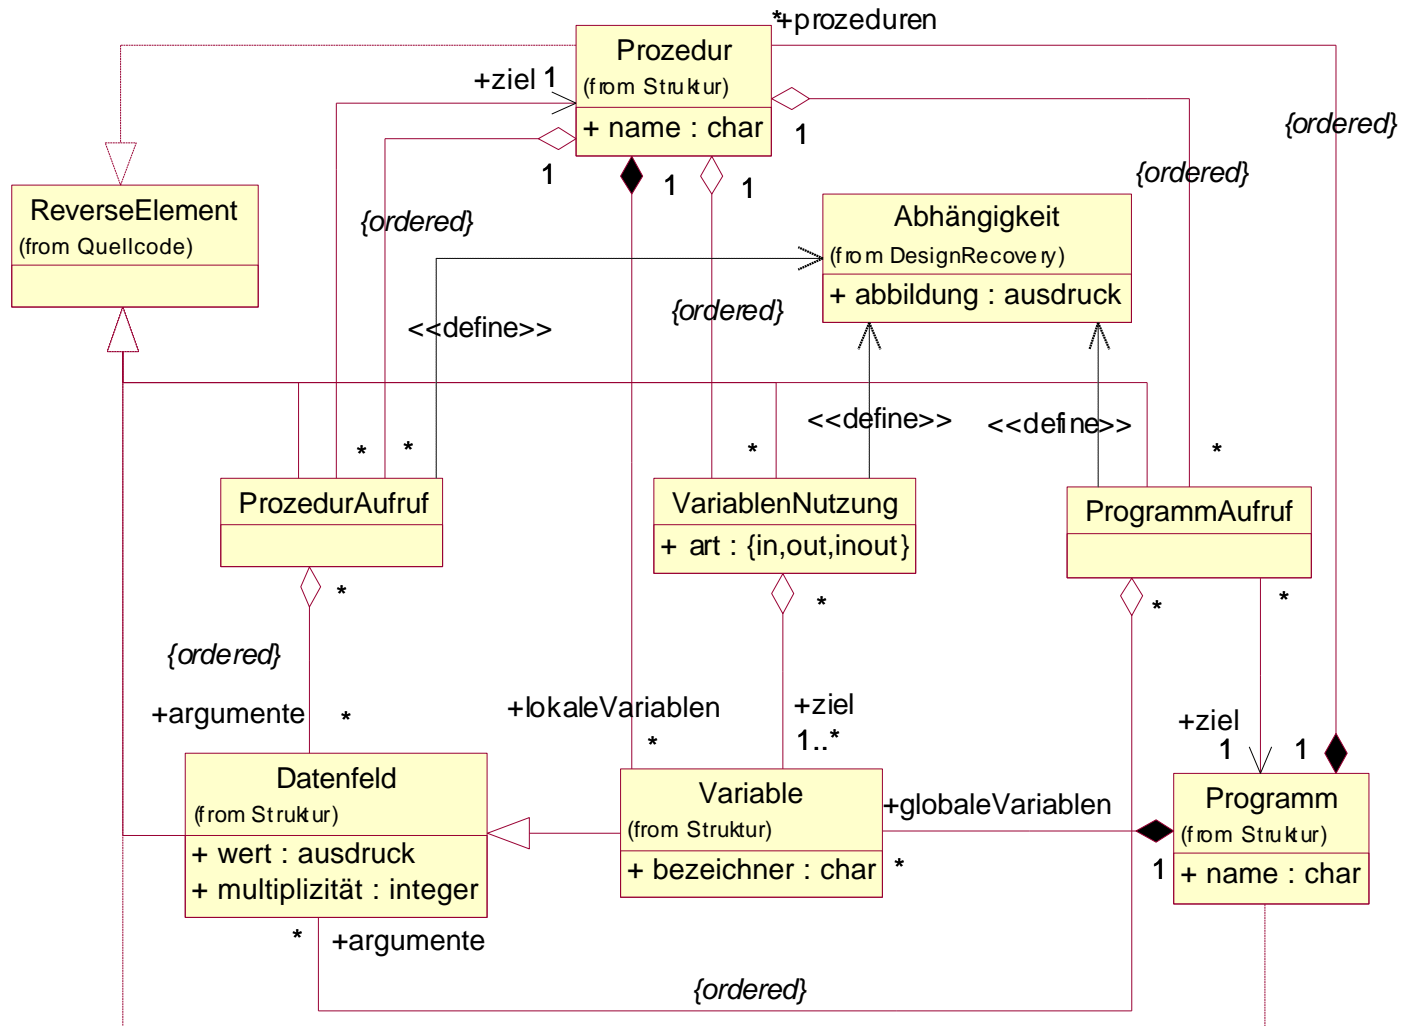 *
+prozeduren
Prozedur
(from Struktur)
+ name : char
+ziel 1
1
1
1
1
{ordered}
{ordered}
{ordered}
{ordered}
ReverseElement
(from Quellcode)
Abhängigkeit
(from DesignRecovery)
+ abbildung : ausdruck
<<define>>
<<define>>
<<define>>
*
*
*
*
ProzedurAufruf
VariablenNutzung
+ art : {in,out,inout}
ProgrammAufruf
*
*
*
*
{ordered}
+argumente
*
+lokaleVariablen
*
+ziel
1..*
+ziel
1
1
Datenfeld
(from Struktur)
+ wert : ausdruck
+ multiplizität : integer
Variable
(from Struktur)
+ bezeichner : char
+globaleVariablen
*
1
Programm
(from Struktur)
+ name : char
*
+argumente
{ordered}